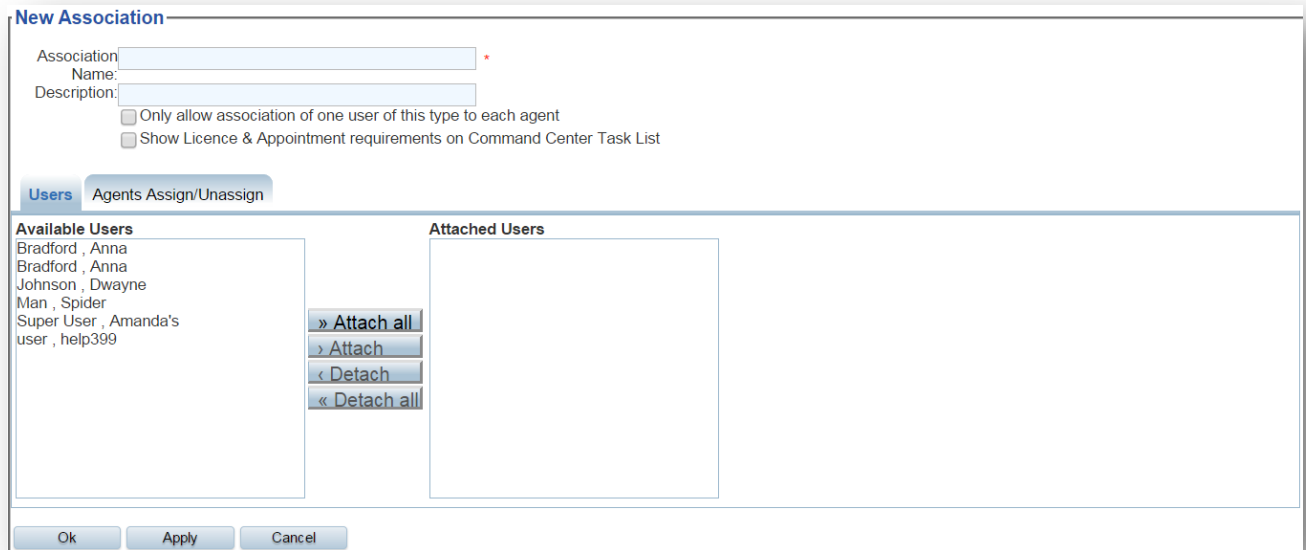 New Association
Association
Name:
*
Description:
Only allow association of one user of this type to each agent
Show Licence & Appointment requirements on Command Center Task List
Users Agents Assign/Unassign
Available Users
Bradford , Anna
Bradford , Anna
Johnson , Dwayne
Man , Spider
Super User , Amanda's
user , help399
» Attach all
› Attach
‹ Detach
« Detach all
Attached Users
Ok Apply Cancel